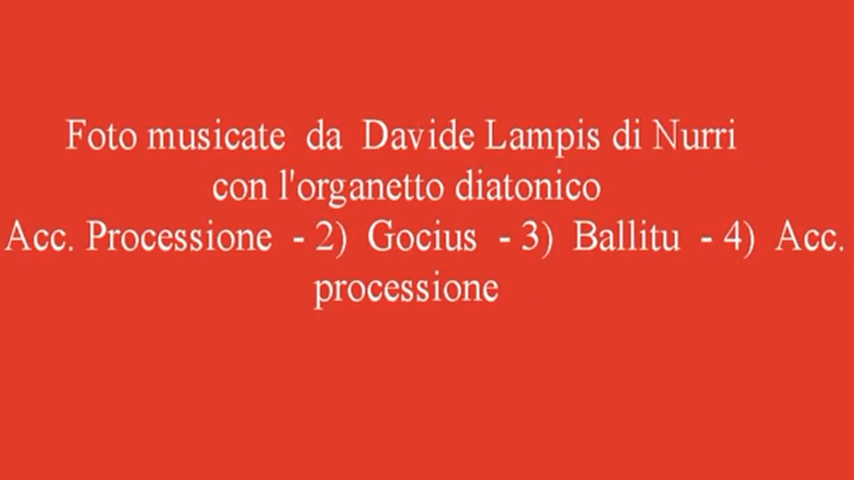 Foto musicate da Davide Lampis di Nurri
con l'organetto diatonico
Acc. Processione - 2) Gocius - 3) Ballitu - 4) Acc.
processione